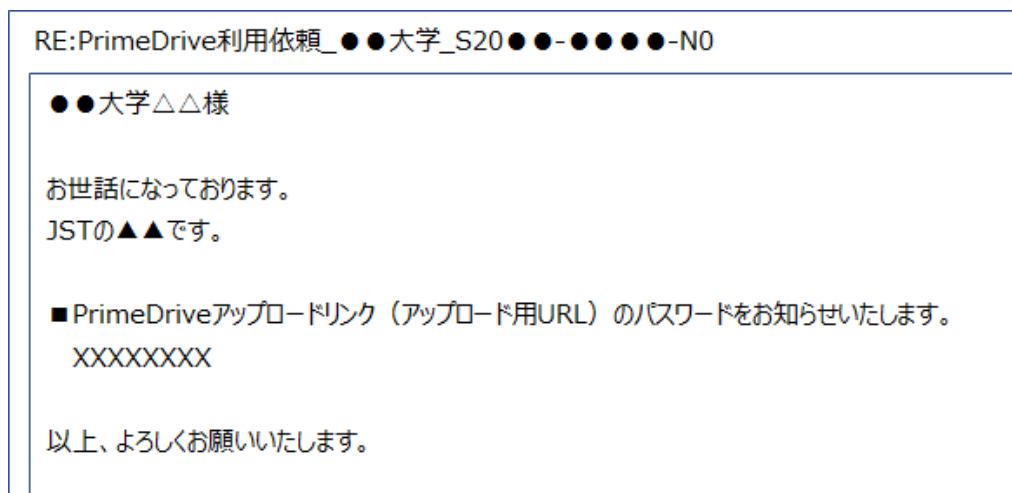 RE:PrimeDrive利用依頼_●●大学_S20●●-●●●●-N0
●●大学△△様
お世話になっております。
JSTの▲▲です。
■PrimeDriveアップロードリンク（アップロード用URL）のパスワードをお知らせいたします。
XXXXXXXX
以上、よろしくお願いいたします。